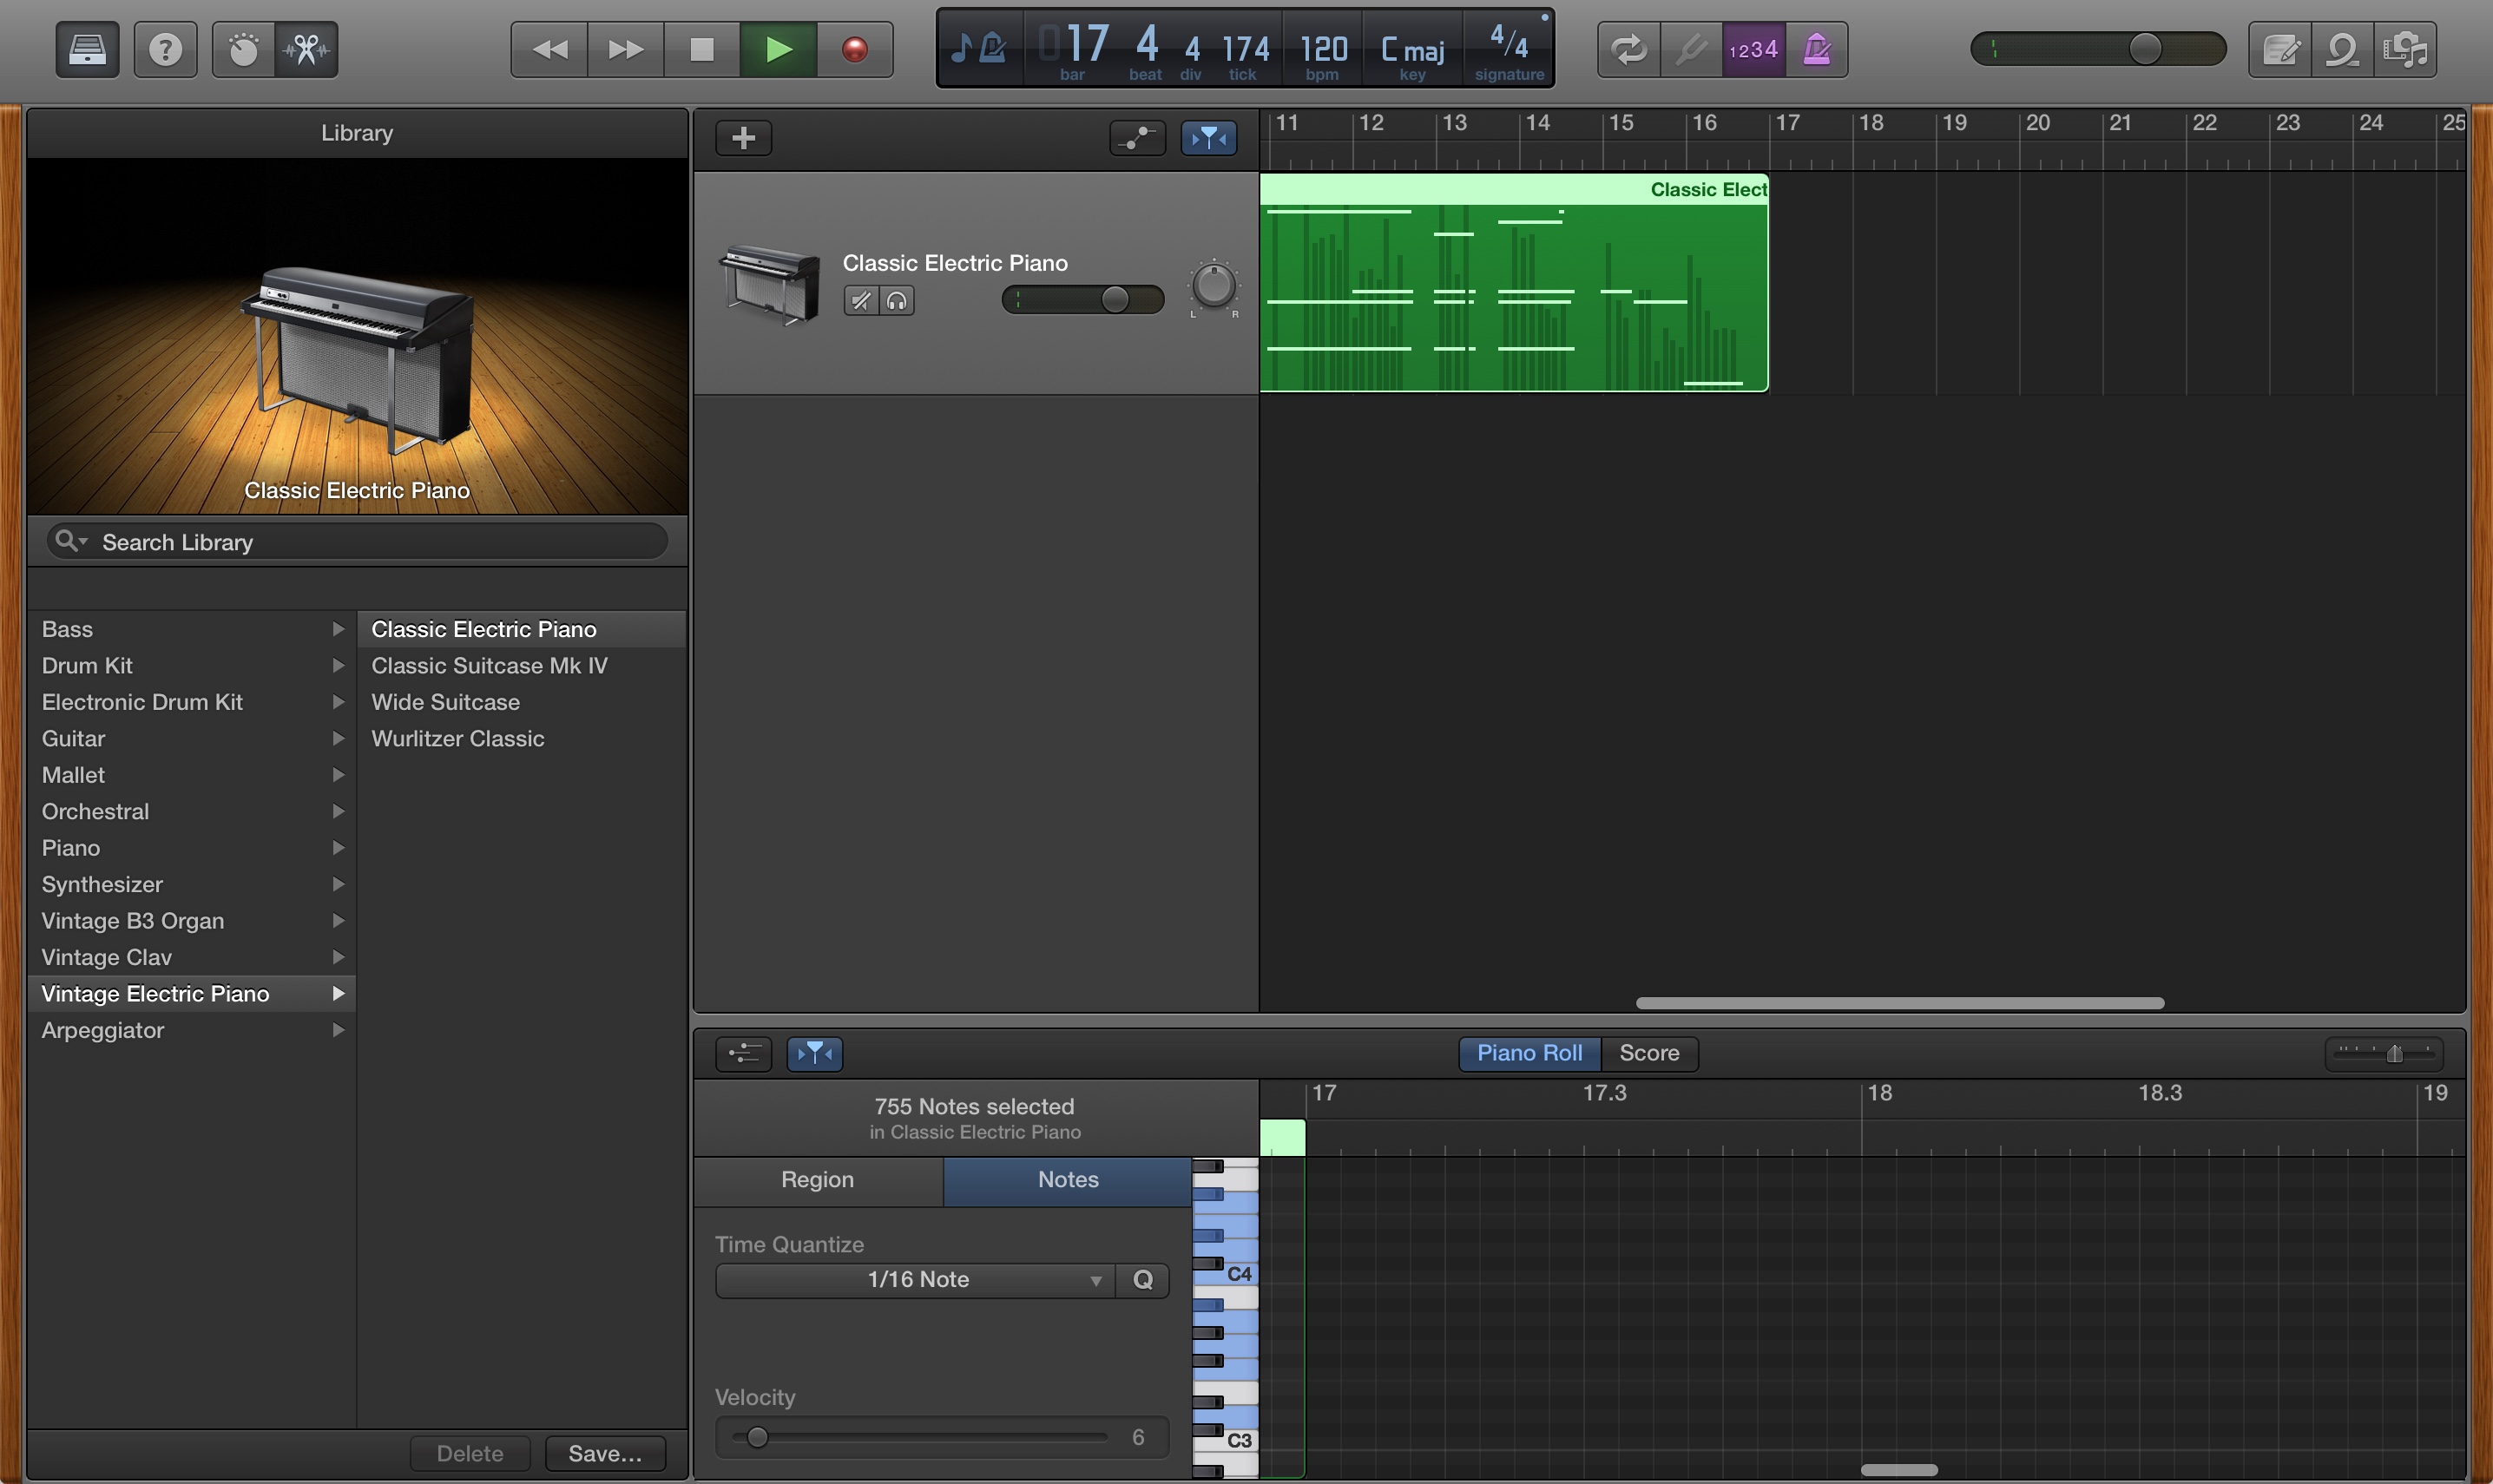 17 4 4 174 120 C maj 4/4
bar beat div tick bpm key signature
1234
Library
Classic Electric Piano
Search Library
Bass
Drum Kit
Electronic Drum Kit
Guitar
Mallet
Orchestral
Piano
Synthesizer
Vintage B3 Organ
Vintage Clav
Vintage Electric Piano
Arpeggiator
Classic Electric Piano
Classic Suitcase Mk IV
Wide Suitcase
Wurlitzer Classic
Delete Save...
11 12 13 14 15 16 17 18 19 20 21 22 23 24 25
Classic Elect
Classic Electric Piano
L R
Piano Roll Score
17 17.3 18 18.3 19
755 Notes selected
in Classic Electric Piano
Region Notes
Time Quantize
1/16 Note Q
Velocity
6
C4
C3